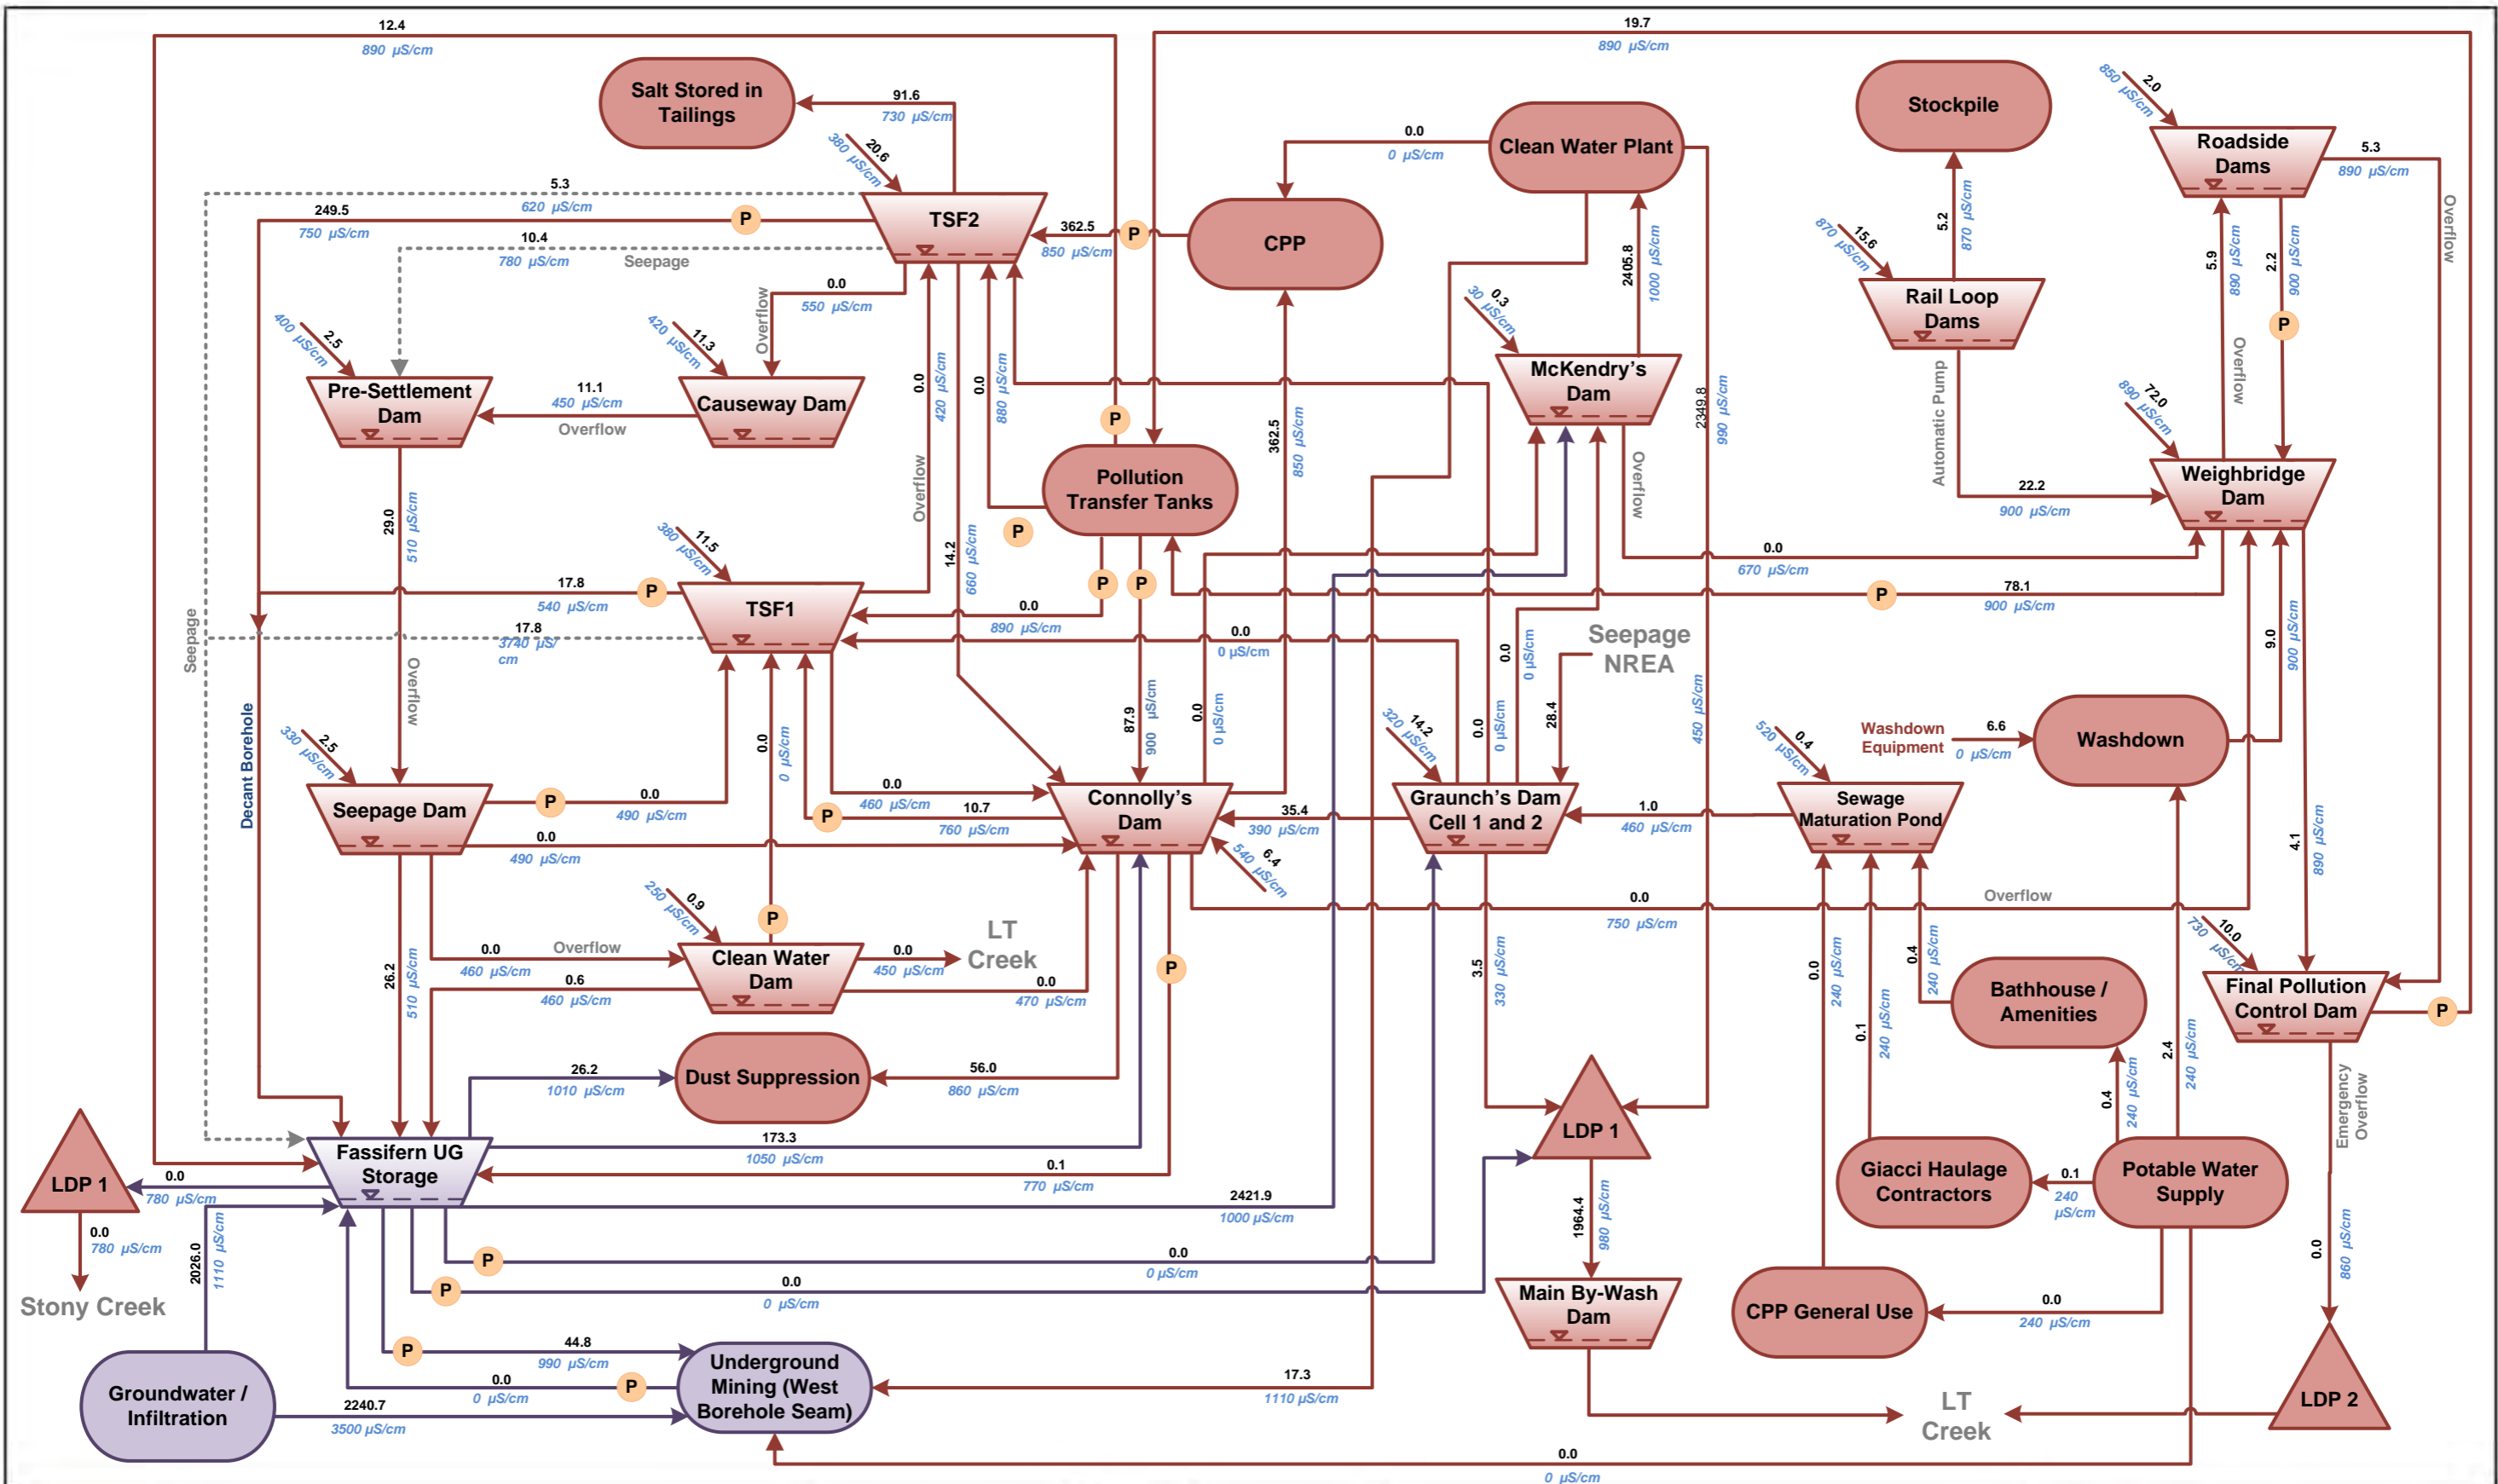 12.4
890 µS/cm
19.7
890 µS/cm
Salt Stored in
Tailings
91.6
730 µS/cm
20.6
380 µS/cm
Clean Water Plant
0.0
0 µS/cm
Stockpile
2.0
850 µS/cm
Roadside
Dams
5.3
890 µS/cm
Overflow
5.3
620 µS/cm
249.5
750 µS/cm
P
TSF2
362.5
850 µS/cm
P
CPP
10.4
780 µS/cm
Seepage
2405.8
1000 µS/cm
5.2
870 µS/cm
15.6
870 µS/cm
Rail Loop
Dams
5.9
890 µS/cm
2.2
900 µS/cm
P
Overflow
0.0
550 µS/cm
Overflow
0.3
30 µS/cm
McKendry's
Dam
2.5
400 µS/cm
Pre-Settlement
Dam
11.3
420 µS/cm
Causeway Dam
11.1
450 µS/cm
Overflow
0.0
420 µS/cm
Overflow
0.0
880 µS/cm
P
Pollution
Transfer Tanks
P
362.5
850 µS/cm
2349.8
990 µS/cm
Overflow
Automatic Pump
22.2
900 µS/cm
72.0
890 µS/cm
Weighbridge
Dam
29.0
510 µS/cm
Overflow
11.5
380 µS/cm
TSF1
17.8
540 µS/cm
P
17.8
3740 µS/
cm
14.2
660 µS/cm
P
P
0.0
890 µS/cm
0.0
0 µS/cm
0.0
670 µS/cm
P
78.1
900 µS/cm
Seepage
Decant Borehole
0.0
0 µS/cm
87.9
900 µS/cm
0.0
0 µS/cm
0.0
0 µS/cm
0.0
0 µS/cm
Seepage
NREA
28.4
450 µS/cm
9.0
900 µS/cm
4.1
890 µS/cm
2.5
330 µS/cm
Seepage Dam
P
0.0
490 µS/cm
0.0
490 µS/cm
0.0
460 µS/cm
P
10.7
760 µS/cm
Connolly's
Dam
35.4
390 µS/cm
6.4
540 µS/cm
14.2
320 µS/cm
Graunch's Dam
Cell 1 and 2
1.0
460 µS/cm
0.4
520 µS/cm
Sewage
Maturation Pond
Washdown
Equipment
6.6
0 µS/cm
Washdown
0.0
750 µS/cm
Overflow
0.9
250 µS/cm
P
Clean Water
Dam
0.0
460 µS/cm
Overflow
0.6
460 µS/cm
0.0
450 µS/cm
LT
Creek
0.0
470 µS/cm
P
26.2
510 µS/cm
3.5
330 µS/cm
0.0
240 µS/cm
0.1
240 µS/cm
0.4
240 µS/cm
Bathhouse /
Amenities
2.4
240 µS/cm
0.4
240 µS/cm
10.0
730 µS/cm
Final Pollution
Control Dam
P
Emergency
Overflow
26.2
1010 µS/cm
Dust Suppression
56.0
860 µS/cm
LDP 1
0.0
780 µS/cm
Fassifern UG
Storage
173.3
1050 µS/cm
0.1
770 µS/cm
2421.9
1000 µS/cm
LDP 1
Giacci Haulage
Contractors
0.1
240
µS/cm
Potable Water
Supply
0.0
780 µS/cm
Stony Creek
2026.0
1110 µS/cm
P
0.0
0 µS/cm
P
0.0
0 µS/cm
1964.4
980 µS/cm
Main By-Wash
Dam
CPP General Use
0.0
240 µS/cm
0.0
860 µS/cm
P
44.8
990 µS/cm
0.0
0 µS/cm
P
Groundwater /
Infiltration
2240.7
3500 µS/cm
Underground
Mining (West
Borehole Seam)
17.3
1110 µS/cm
LT
Creek
LDP 2
0.0
0 µS/cm